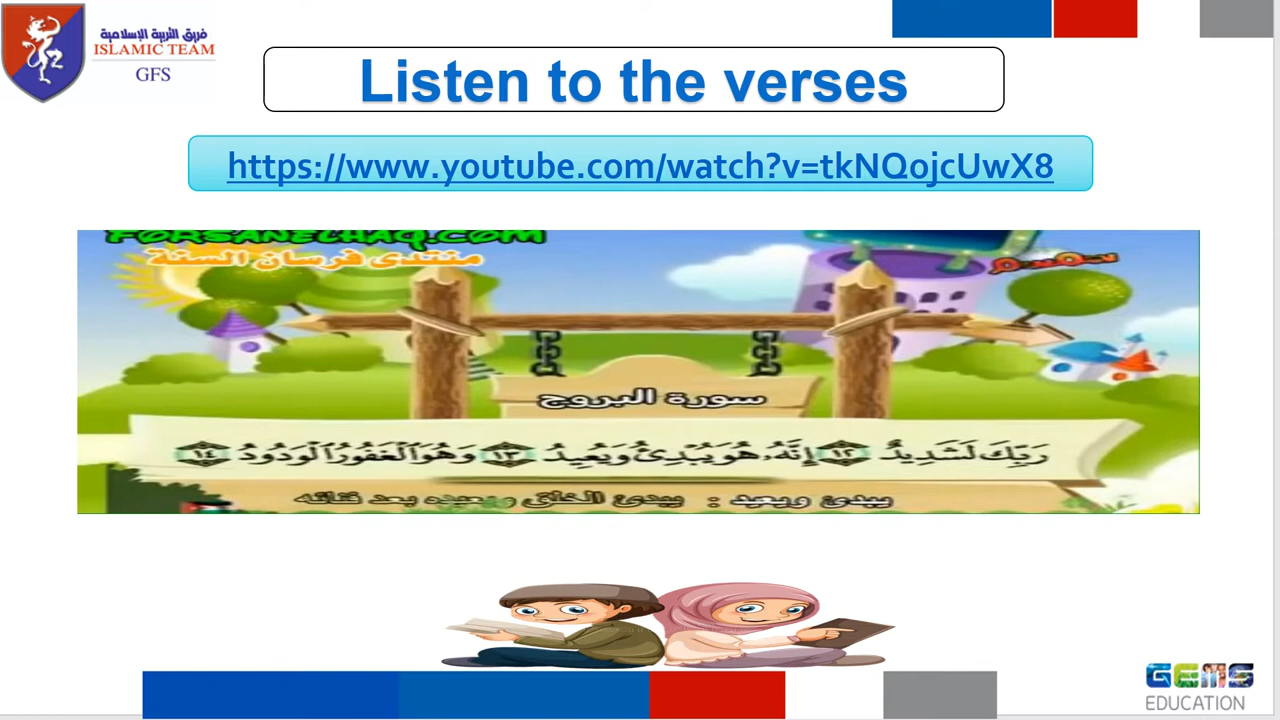 فريق التربية الإسلامية
ISLAMIC TEAM
GFS
Listen to the verses
https://www.youtube.com/watch?v=tkNQojcUwX8
FORSANELHAQ.COM
منتدى فرسان السنة
سورة البروج
رَبِّكَ لَشَدِيدٌ ١٢ إِنَّهُۥ هُوَ يُبْدِئُ وَيُعِيدُ ١٣ وَهُوَ ٱلْغَفُورُ ٱلْوَدُودُ ١٤
يبدئ ويعيد : يبدئ الخلق ويعيده بعد فنائه
GEMS
EDUCATION